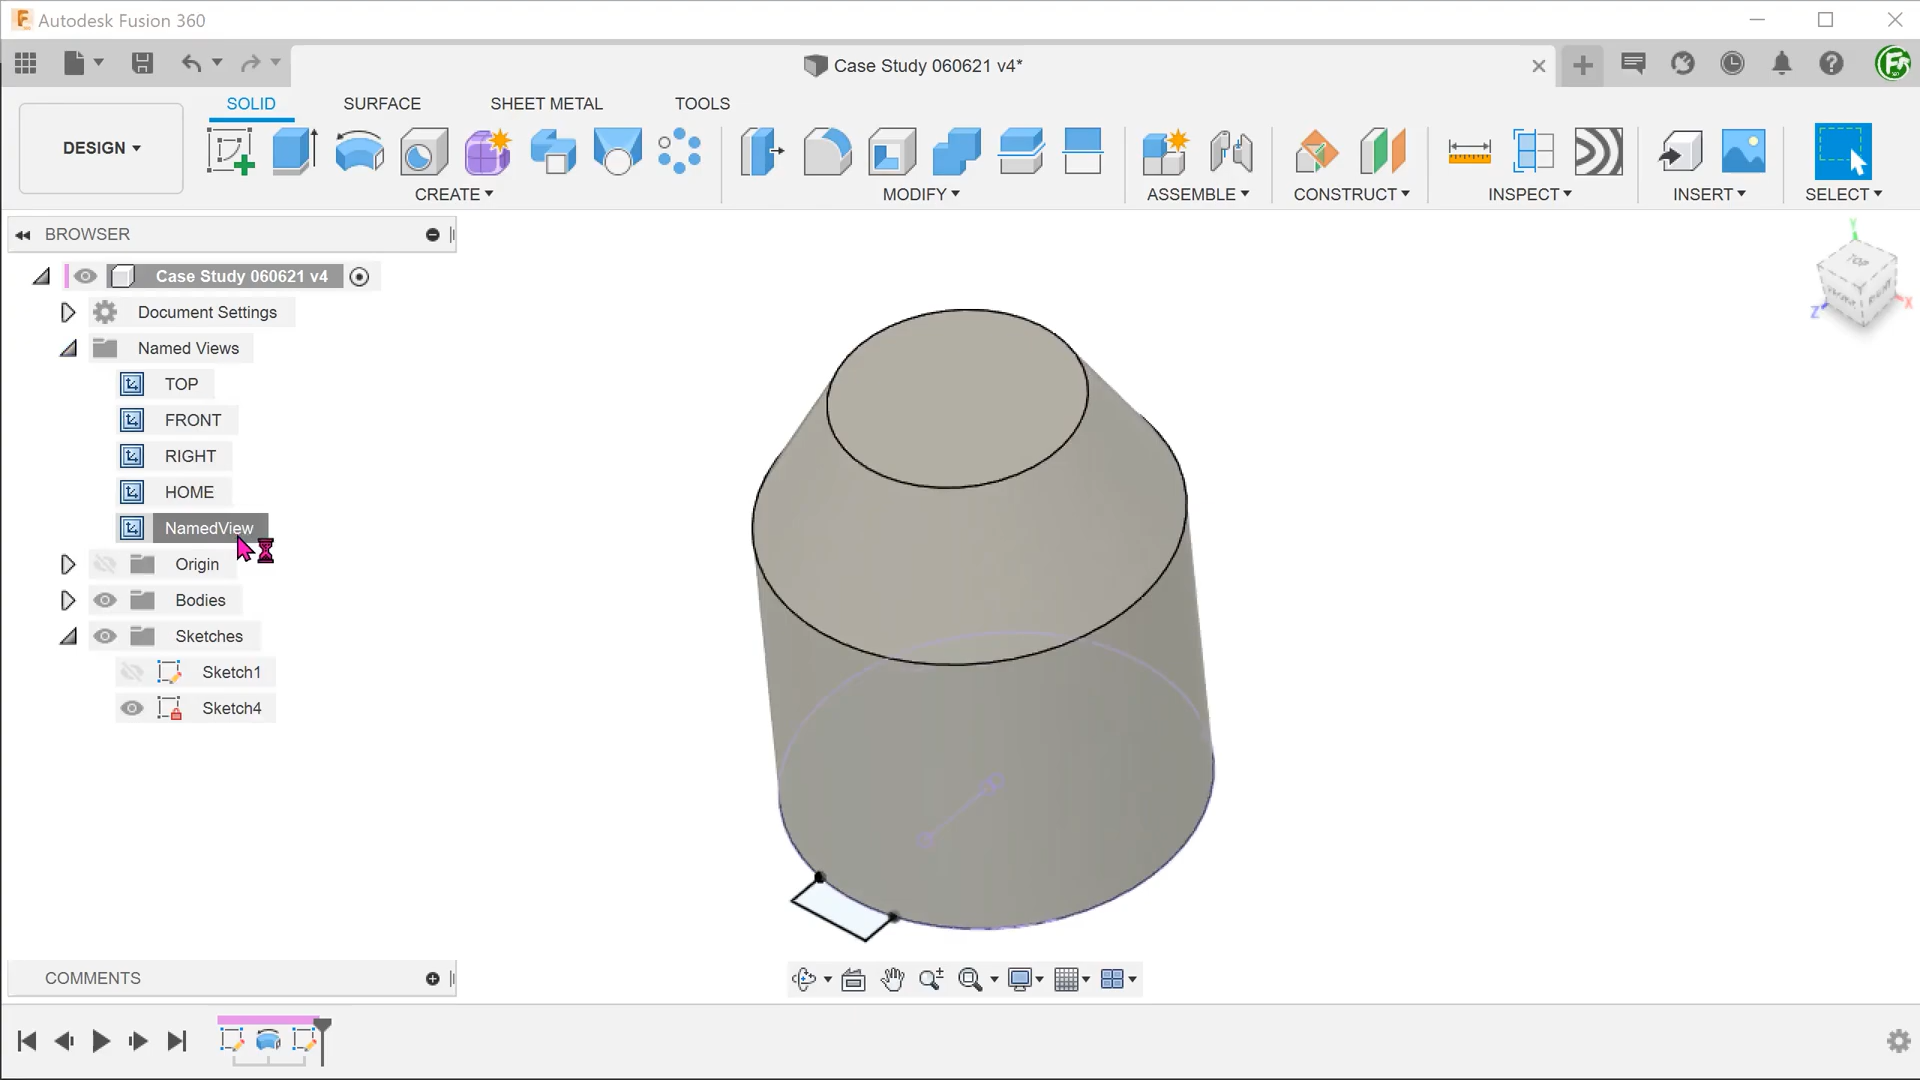 Autodesk Fusion 360
Case Study 060621 v4*
SOLID
SURFACE
SHEET METAL
TOOLS
DESIGN
CREATE
MODIFY
ASSEMBLE
CONSTRUCT
INSPECT
INSERT
SELECT
BROWSER
Case Study 060621 v4
Document Settings
Named Views
TOP
FRONT
RIGHT
HOME
NamedView
Origin
Bodies
Sketches
Sketch1
Sketch4
Y
TOP
RIGHT
X
Z
COMMENTS